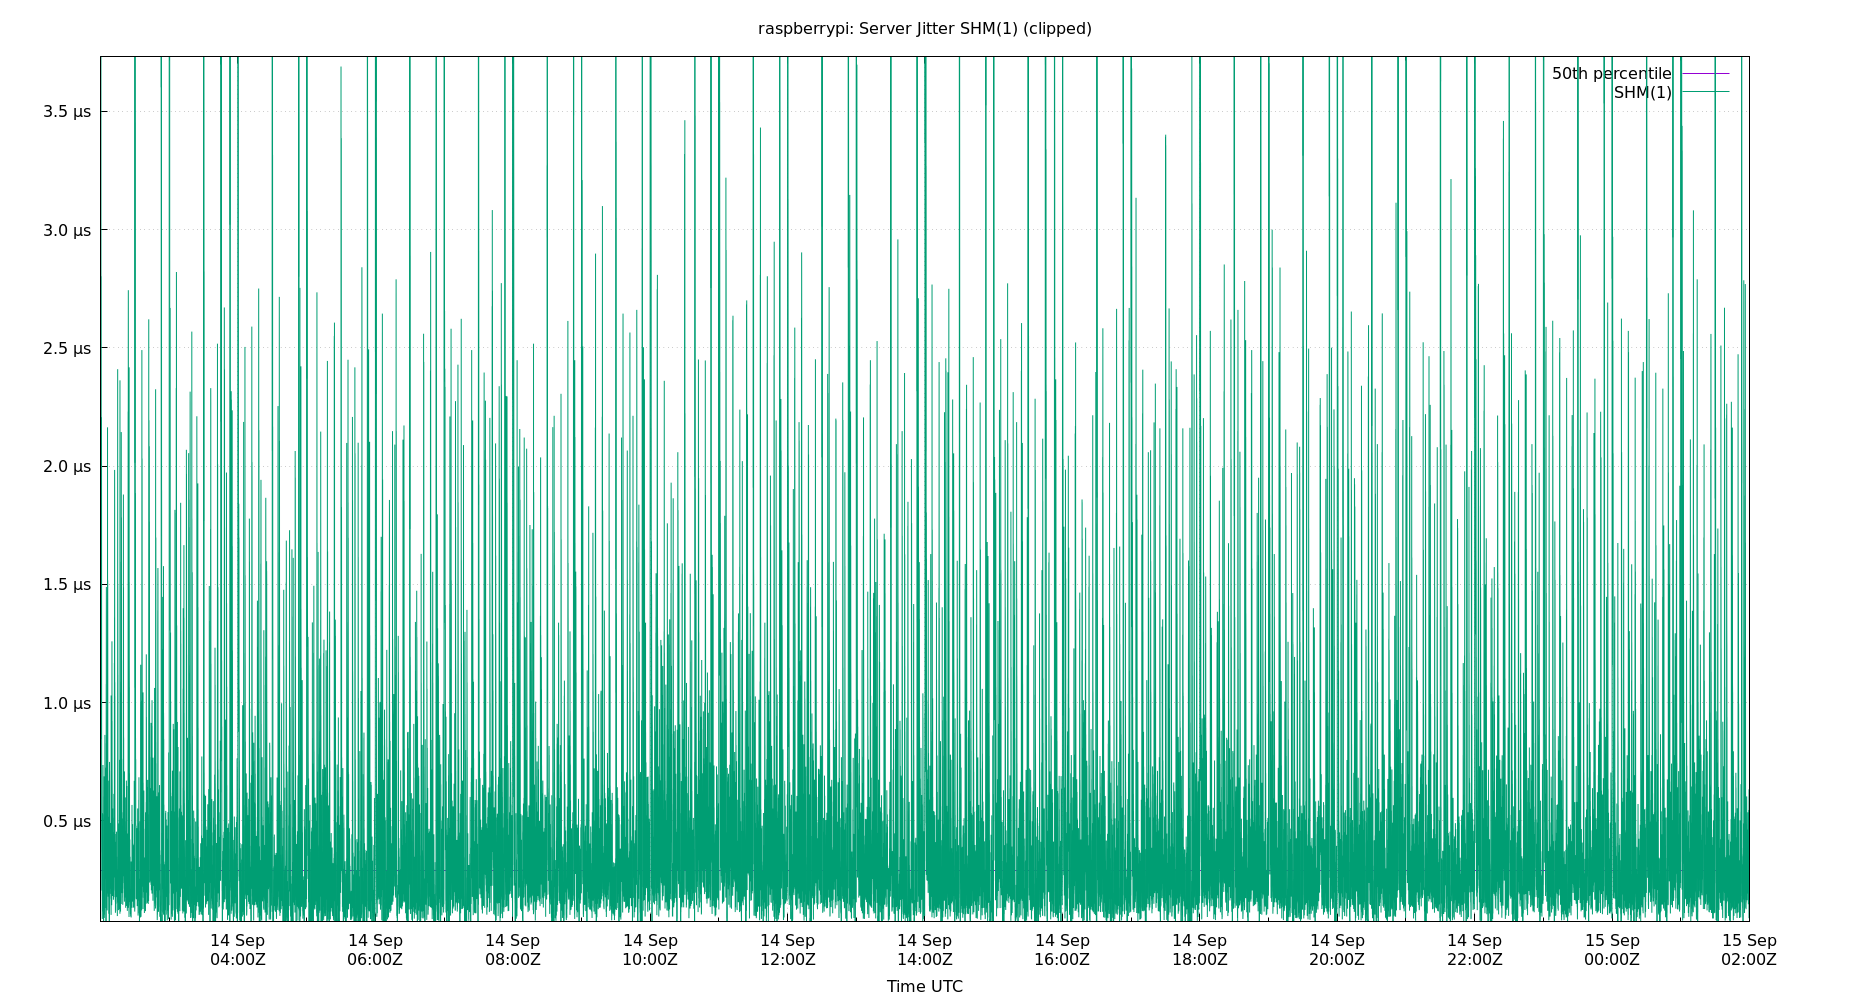 raspberrypi: Server Jitter SHM(1) (clipped)
50th percentile
SHM(1)
3.5 µs
3.0 µs
2.5 µs
2.0 µs
1.5 µs
1.0 µs
0.5 µs
14 Sep 14 Sep 14 Sep 14 Sep 14 Sep 14 Sep 14 Sep 14 Sep 14 Sep 14 Sep 15 Sep 15 Sep
04:00Z 06:00Z 08:00Z 10:00Z 12:00Z 14:00Z 16:00Z 18:00Z 20:00Z 22:00Z 00:00Z 02:00Z
Time UTC